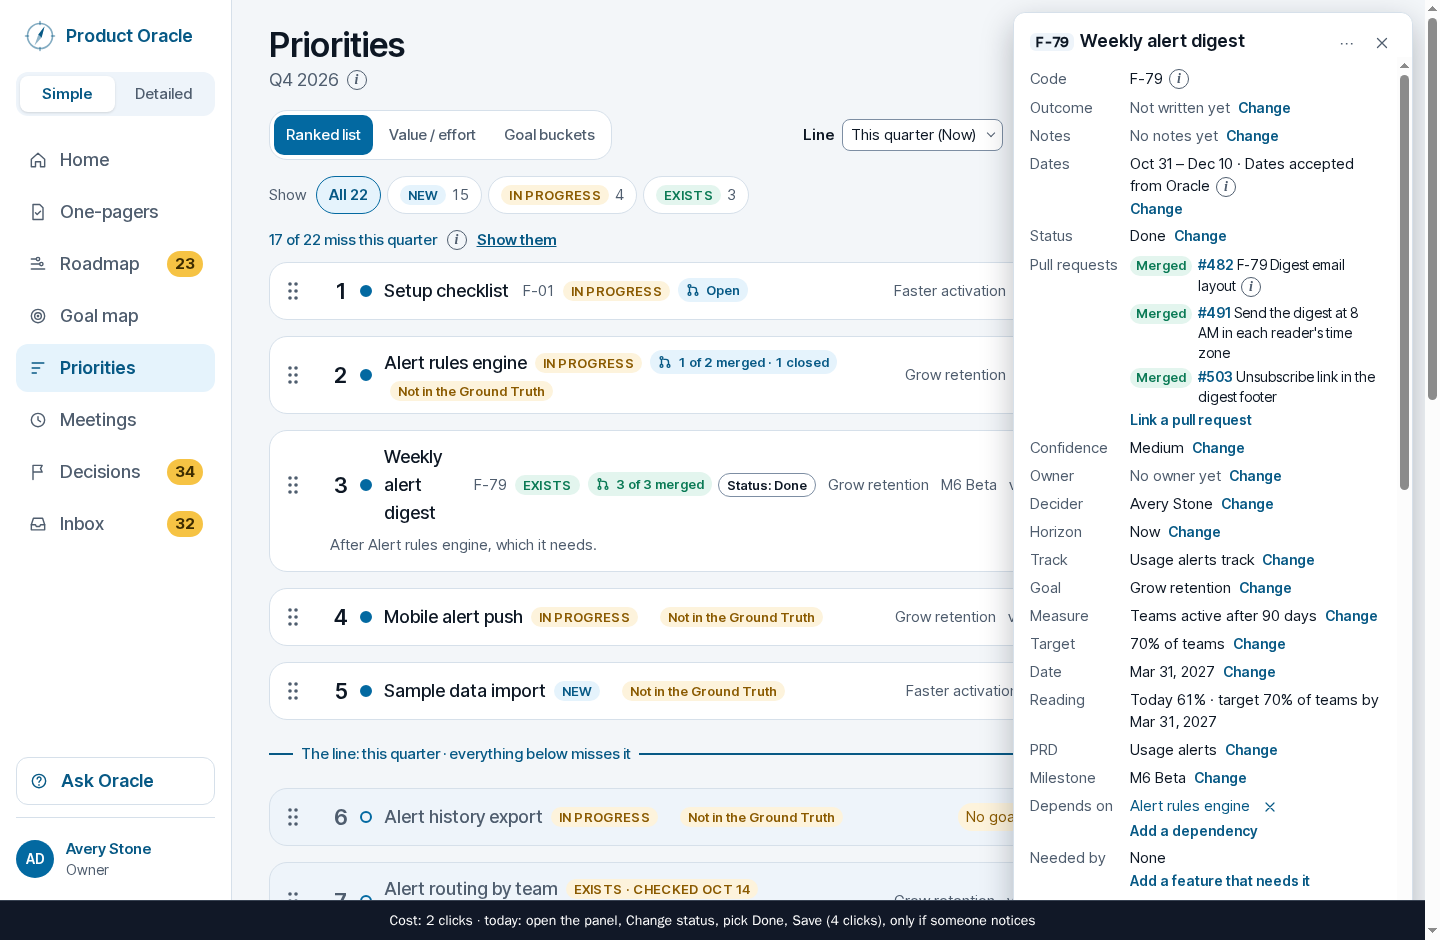 Product Oracle
Simple Detailed
Home
One-pagers
Roadmap 23
Goal map
Priorities
Meetings
Decisions 34
Inbox 32
Ask Oracle
AD Avery Stone
Owner
Priorities
Q4 2026 i
Ranked list Value / effort Goal buckets
Line This quarter (Now)
Show All 22 NEW 15 IN PROGRESS 4 EXISTS 3
17 of 22 miss this quarter i Show them
1 Setup checklist F-01 IN PROGRESS Open Faster activation
2 Alert rules engine IN PROGRESS 1 of 2 merged · 1 closed Grow retention
Not in the Ground Truth
3 Weekly alert digest F-79 EXISTS 3 of 3 merged Status: Done Grow retention M6 Beta
After Alert rules engine, which it needs.
4 Mobile alert push IN PROGRESS Not in the Ground Truth Grow retention
5 Sample data import NEW Not in the Ground Truth Faster activation
The line: this quarter · everything below misses it
6 Alert history export IN PROGRESS Not in the Ground Truth No goa
7 Alert routing by team EXISTS · CHECKED OCT 14 Grow retention
F-79 Weekly alert digest ...
Code F-79 i
Outcome Not written yet Change
Notes No notes yet Change
Dates Oct 31 – Dec 10 · Dates accepted
from Oracle i
Change
Status Done Change
Pull requests Merged #482 F-79 Digest email
layout i
Merged #491 Send the digest at 8
AM in each reader's time
zone
Merged #503 Unsubscribe link in the
digest footer
Link a pull request
Confidence Medium Change
Owner No owner yet Change
Decider Avery Stone Change
Horizon Now Change
Track Usage alerts track Change
Goal Grow retention Change
Measure Teams active after 90 days Change
Target 70% of teams Change
Date Mar 31, 2027 Change
Reading Today 61% · target 70% of teams by
Mar 31, 2027
PRD Usage alerts Change
Milestone M6 Beta Change
Depends on Alert rules engine ×
Add a dependency
Needed by None
Add a feature that needs it
Cost: 2 clicks · today: open the panel, Change status, pick Done, Save (4 clicks), only if someone notices